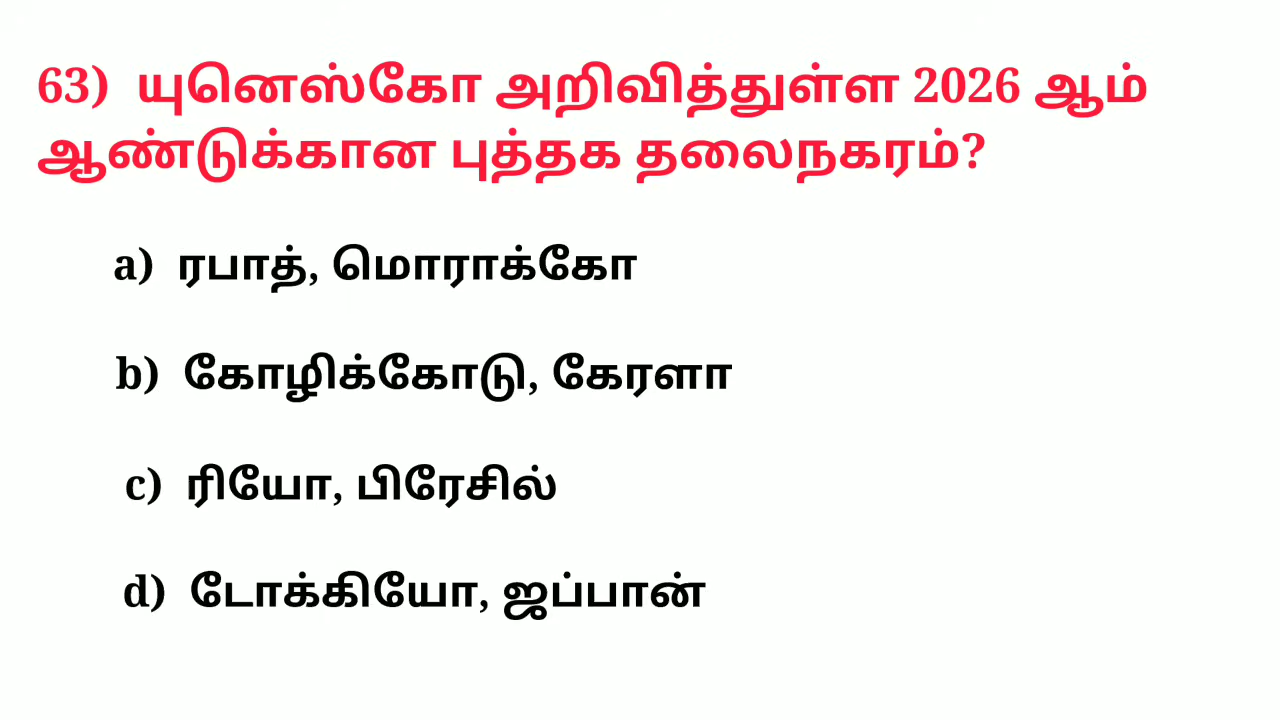 63) யுனெஸ்கோ அறிவித்துள்ள 2026 ஆம்
ஆண்டுக்கான புத்தக தலைநகரம்?
a) ரபாத், மொராக்கோ
b) கோழிக்கோடு, கேரளா
c) ரியோ, பிரேசில்
d) டோக்கியோ, ஜப்பான்